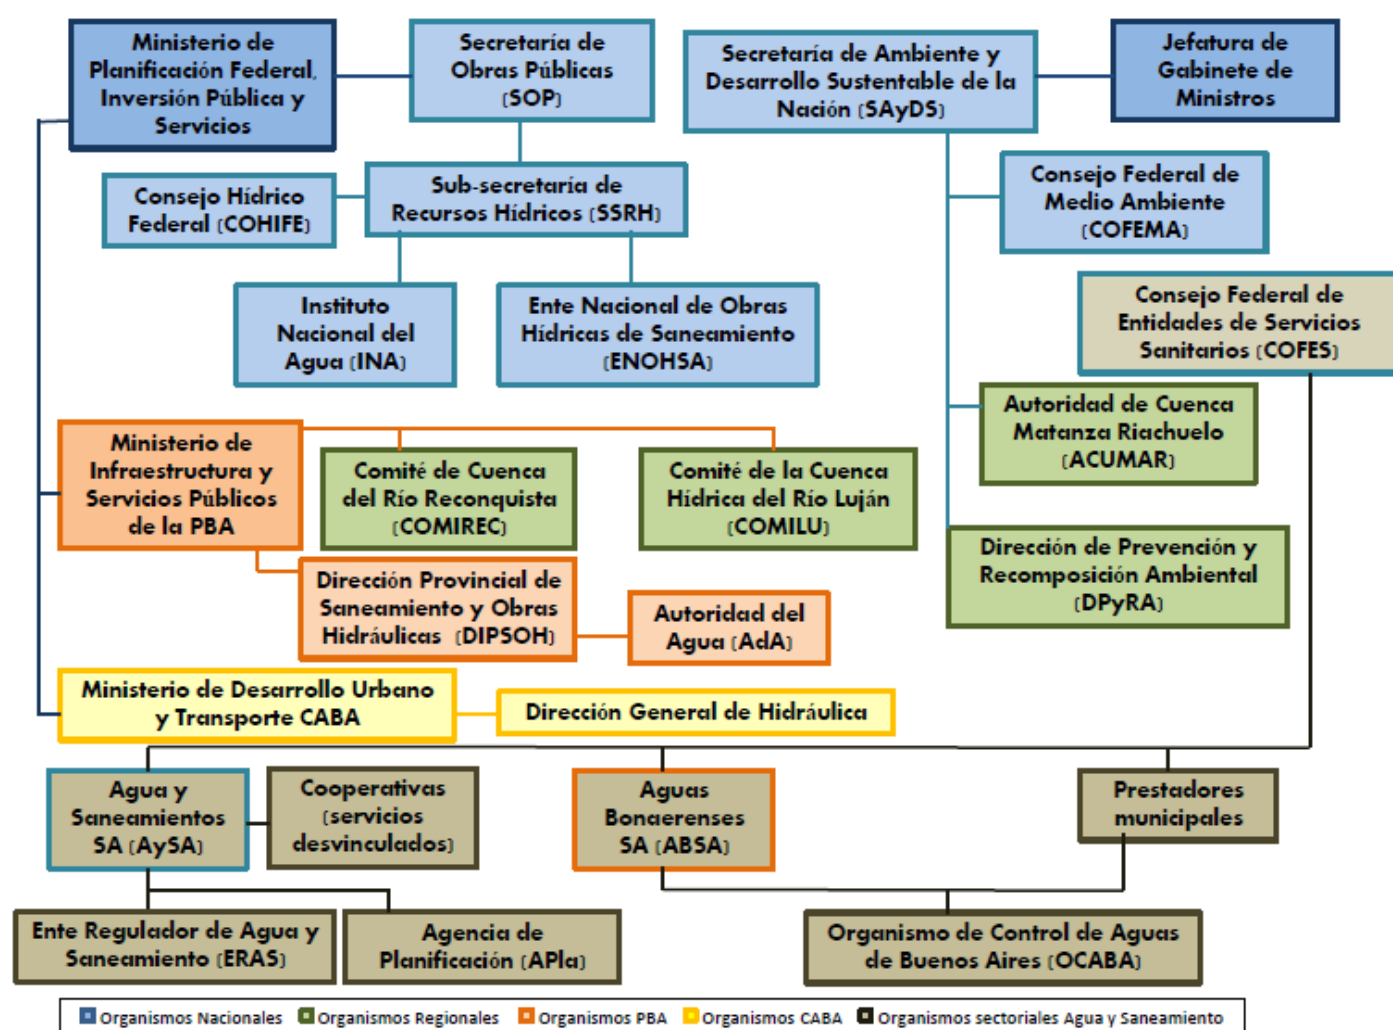 Ministerio de
Planificación Federal,
Inversión Pública y
Servicios
Secretaría de
Obras Públicas
(SOP)
Secretaría de Ambiente y
Desarrollo Sustentable de la
Nación (SAyDS)
Jefatura de
Gabinete de
Ministros
Consejo Hídrico
Federal (COHIFE)
Sub-secretaría de
Recursos Hídricos (SSRH)
Consejo Federal de
Medio Ambiente
(COFEMA)
Instituto
Nacional del
Agua (INA)
Ente Nacional de Obras
Hídricas de Saneamiento
(ENOHSA)
Consejo Federal de
Entidades de Servicios
Sanitarios (COFES)
Autoridad de Cuenca
Matanza Riachuelo
(ACUMAR)
Ministerio de
Infraestructura y
Servicios Públicos
de la PBA
Comité de Cuenca
del Río Reconquista
(COMIREC)
Comité de la Cuenca
Hídrica del Río Luján
(COMILU)
Dirección de Prevención y
Recomposición Ambiental
(DPyRA)
Dirección Provincial de
Saneamiento y Obras
Hidráulicas (DIPSOH)
Autoridad del
Agua (AdA)
Ministerio de Desarrollo Urbano
y Transporte CABA
Dirección General de Hidráulica
Agua y
Saneamientos
SA (AySA)
Cooperativas
(servicios
desvinculados)
Aguas
Bonaerenses
SA (ABSA)
Prestadores
municipales
Ente Regulador de Agua y
Saneamiento (ERAS)
Agencia de
Planificación (APla)
Organismo de Control de Aguas
de Buenos Aires (OCABA)
Organismos Nacionales Organismos Regionales Organismos PBA Organismos CABA Organismos sectoriales Agua y Saneamiento